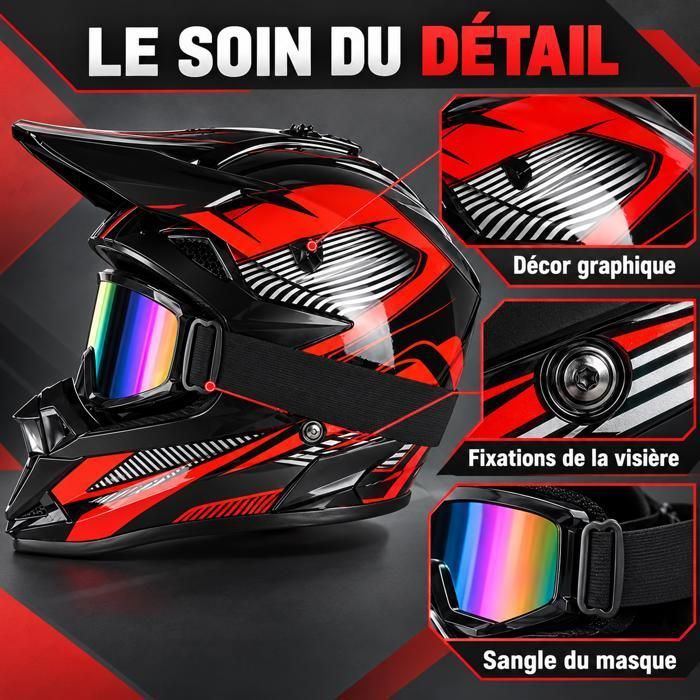 LE SOIN DU DÉTAIL
Décor graphique
Fixations de la visière
Sangle du masque